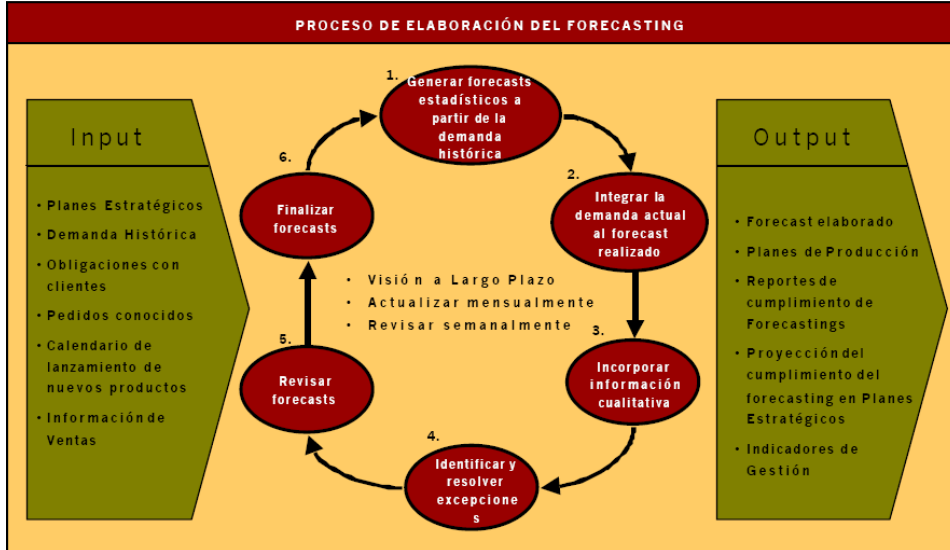 PROCESO DE ELABORACIÓN DEL FORECASTING
Input
• Planes Estratégicos
• Demanda Histórica
• Obligaciones con
clientes
• Pedidos conocidos
• Calendario de
lanzamiento de
nuevos productos
• Información de
Ventas
1.
Generar forecasts
estadísticos a
partir de la
demanda
histórica
2.
Integrar la
demanda actual
al forecast
realizado
3.
Incorporar
información
cualitativa
4.
Identificar y
resolver
excepcione
s
5.
Revisar
forecasts
6.
Finalizar
forecasts
• Visión a Largo Plazo
• Actualizar mensualmente
• Revisar semanalmente
Output
• Forecast elaborado
• Planes de Producción
• Reportes de
cumplimiento de
Forecastings
• Proyección del
cumplimiento del
forecasting en Planes
Estratégicos
• Indicadores de
Gestión